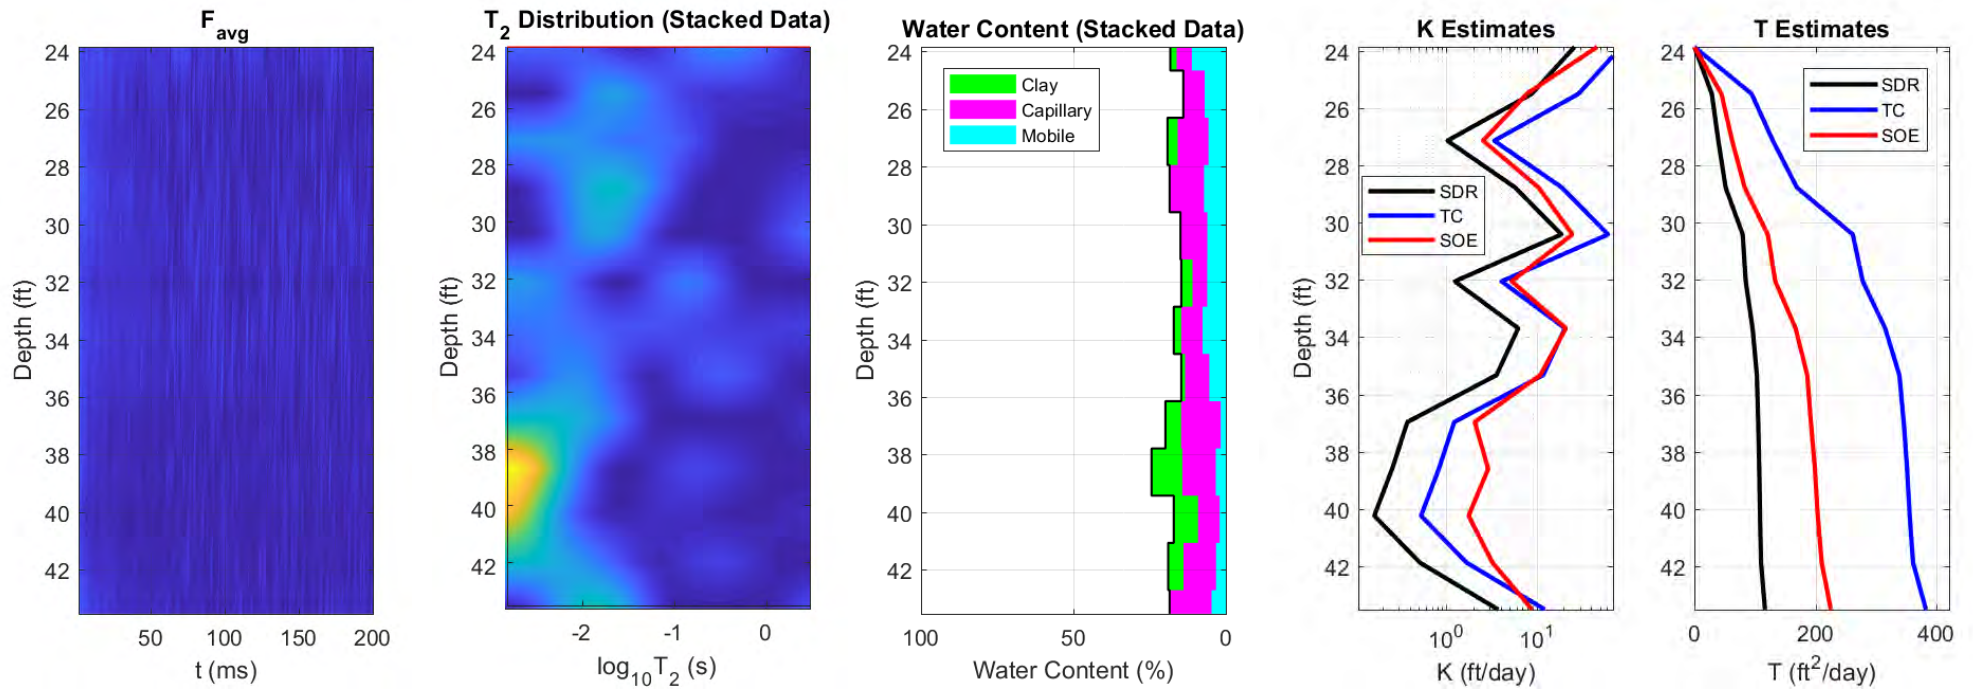 F_avg
24
26
28
30
32
34
36
38
40
42
Depth (ft)
50
100
150
200
t (ms)
T_2 Distribution (Stacked Data)
24
26
28
30
32
34
36
38
40
42
Depth (ft)
-2
-1
0
log_10T_2 (s)
Water Content (Stacked Data)
Clay
Capillary
Mobile
24
26
28
30
32
34
36
38
40
42
Depth (ft)
100
50
0
Water Content (%)
K Estimates
24
26
28
30
32
34
36
38
40
42
Depth (ft)
SDR
TC
SOE
10^0
10^1
K (ft/day)
T Estimates
SDR
TC
SOE
24
26
28
30
32
34
36
38
40
42
0
200
400
T (ft^2/day)